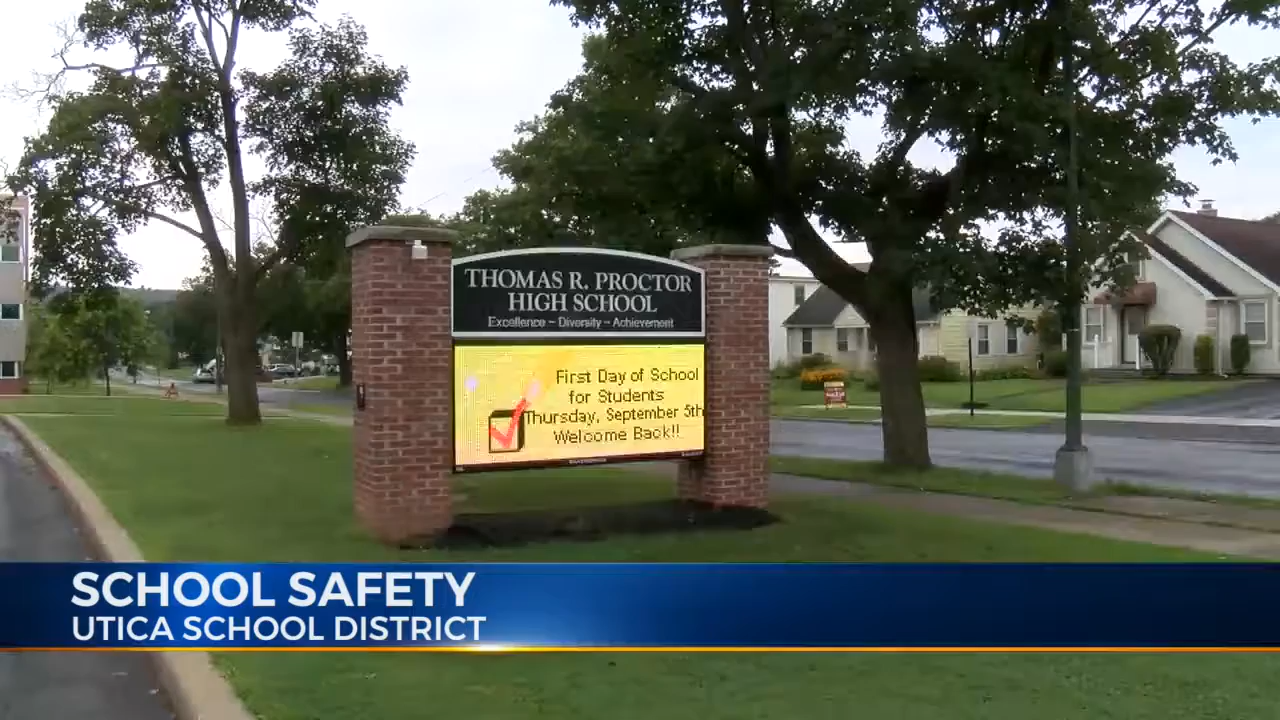 THOMAS R. PROCTOR
HIGH SCHOOL
Excellence ~ Diversity ~ Achievement
First Day of School
for Students
Thursday, September 5th
Welcome Back!!
SCHOOL SAFETY
UTICA SCHOOL DISTRICT